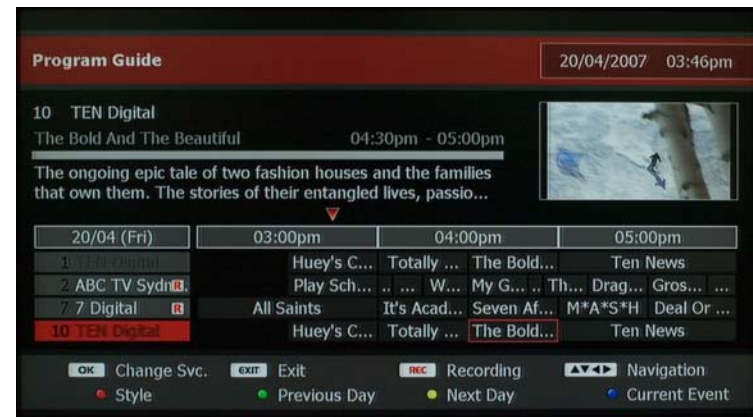 Program Guide
20/04/2007 03:46pm
10 TEN Digital
The Bold And The Beautiful 04:30pm - 05:00pm
The ongoing epic tale of two fashion houses and the families
that own them. The stories of their entangled lives, passio...
20/04 (Fri) 03:00pm 04:00pm 05:00pm
1 TEN Digital Huey's C... Totally ... The Bold... Ten News
2 ABC TV Sydn R. Play Sch... .. ... W... My G... .. Th... Drag... Gros... ...
7 7 Digital R All Saints It's Acad... Seven Af... M*A*S*H Deal Or ...
10 TEN Digital Huey's C... Totally ... The Bold... Ten News
OK Change Svc. EXIT Exit REC Recording ▲▼◄► Navigation
Style Previous Day Next Day Current Event